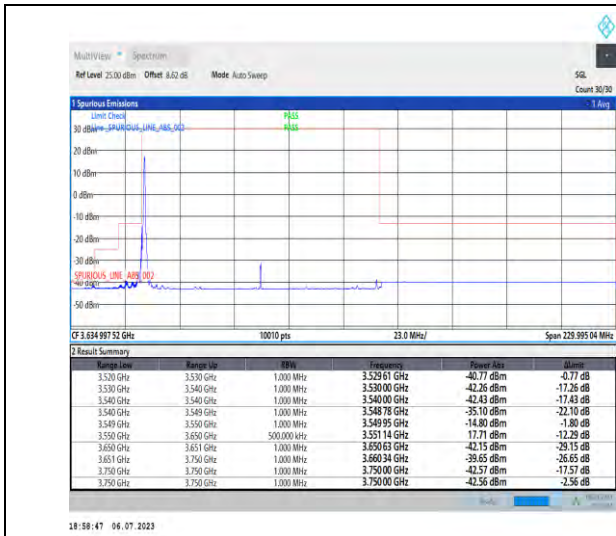 MultiView Spectrum
Ref Level 25.00 dBm Offset 8.62 dB Mode Auto Sweep SGL
Count 30/30
1 Spurious Emissions 1 Avg
Limit Check PASS
30 dBm Line _SPURIOUS_LINE_ABS_002 PASS
20 dBm
10 dBm
0 dBm
-10 dBm
-20 dBm
-30 dBm
SPURIOUS_LINE_ABS_002
-40 dBm
-50 dBm
CF 3.634 997 52 GHz 10010 pts 23.0 MHz/ Span 229.995 04 MHz
2 Result Summary
Range Low Range Up RBW Frequency Power Abs ΔLimit
3.520 GHz 3.530 GHz 1.000 MHz 3.529 61 GHz -40.77 dBm -0.77 dB
3.530 GHz 3.540 GHz 1.000 MHz 3.530 00 GHz -42.26 dBm -17.26 dB
3.540 GHz 3.540 GHz 1.000 MHz 3.540 00 GHz -42.43 dBm -17.43 dB
3.540 GHz 3.549 GHz 1.000 MHz 3.548 78 GHz -35.10 dBm -22.10 dB
3.549 GHz 3.550 GHz 1.000 MHz 3.549 95 GHz -14.80 dBm -1.80 dB
3.550 GHz 3.650 GHz 500.000 kHz 3.551 14 GHz 17.71 dBm -12.29 dB
3.650 GHz 3.651 GHz 1.000 MHz 3.650 63 GHz -42.15 dBm -29.15 dB
3.651 GHz 3.750 GHz 1.000 MHz 3.660 34 GHz -39.65 dBm -26.65 dB
3.750 GHz 3.750 GHz 1.000 MHz 3.750 00 GHz -42.57 dBm -17.57 dB
3.750 GHz 3.750 GHz 1.000 MHz 3.750 00 GHz -42.56 dBm -2.56 dB
18:58:47 06.07.2023